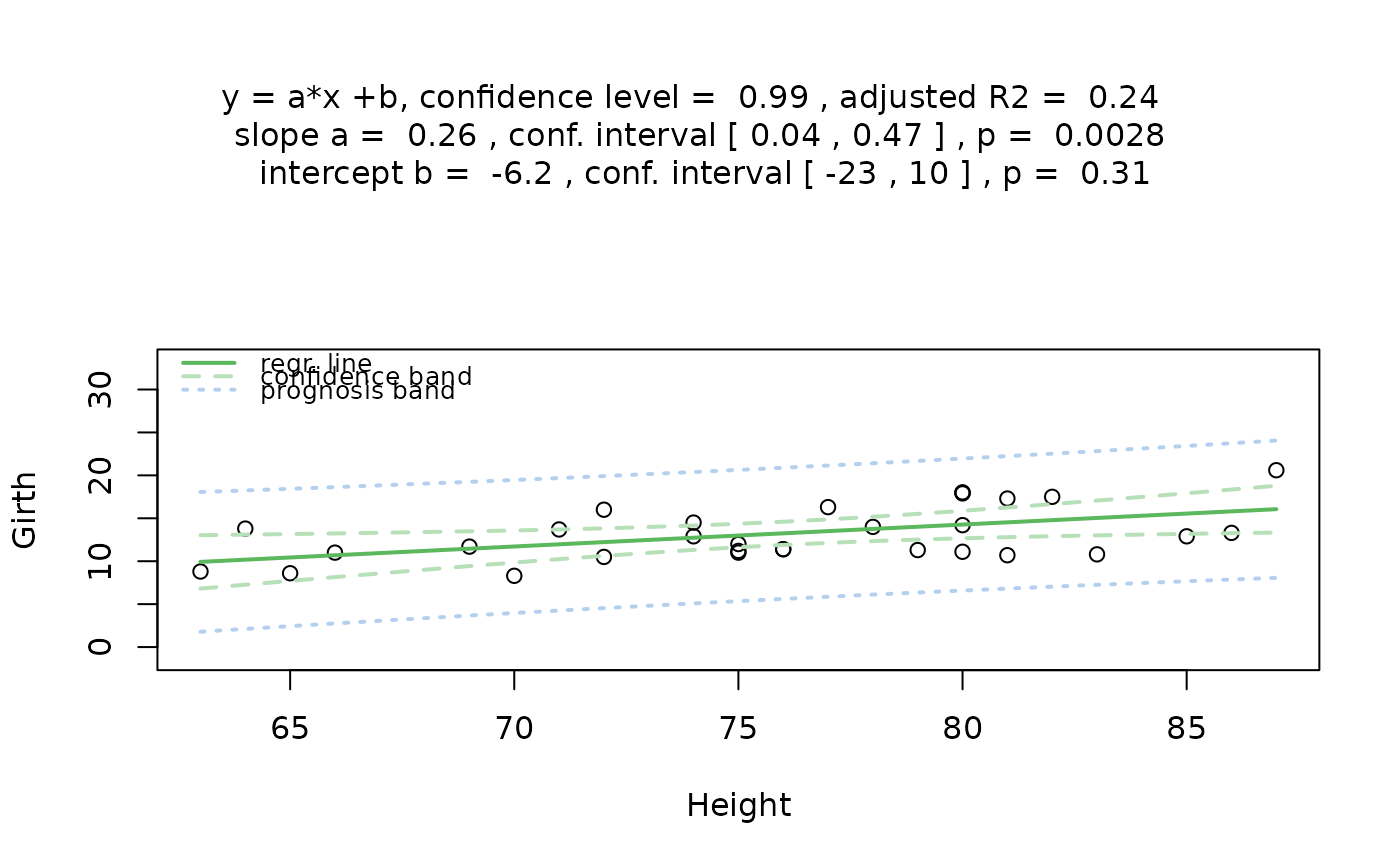 y = a*x +b, confidence level =  0.99 , adjusted R2 =  0.24
slope a =  0.26 , conf. interval [ 0.04 , 0.47 ] , p =  0.0028
intercept b =  -6.2 , conf. interval [ -23 , 10 ] , p =  0.31
regr. line
confidence band
prognosis band
30
20
10
0
Girth
65 70 75 80 85
Height